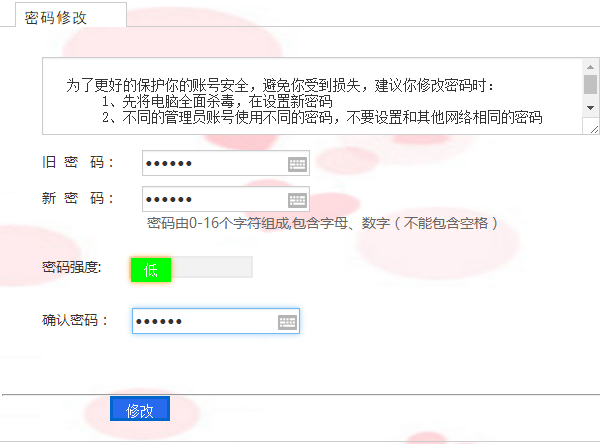 密码修改
为了更好的保护你的账号安全，避免你受到损失，建议你修改密码时：
1、先将电脑全面杀毒，在设置新密码
2、不同的管理员账号使用不同的密码，不要设置和其他网络相同的密码
旧 密 码： ••••••
新 密 码： ••••••
密码由0-16个字符组成,包含字母、数字（不能包含空格）
密码强度: 低
确认密码： ••••••
修改